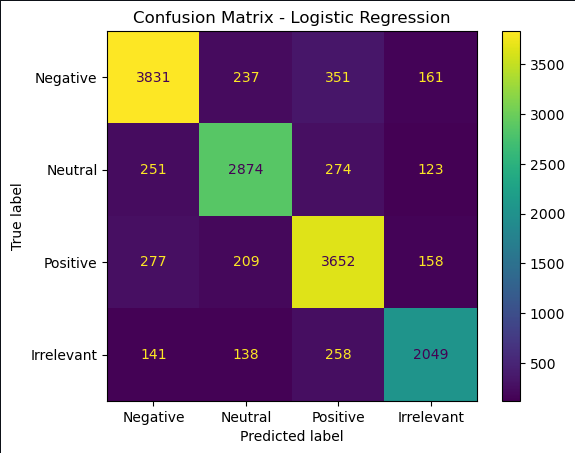 Confusion Matrix - Logistic Regression
True label
Negative 3831 237 351 161
Neutral 251 2874 274 123
Positive 277 209 3652 158
Irrelevant 141 138 258 2049
Negative Neutral Positive Irrelevant
Predicted label
3500
3000
2500
2000
1500
1000
500